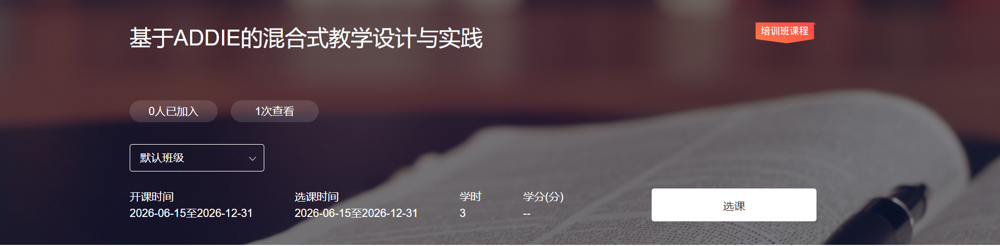 基于ADDIE的混合式教学设计与实践
培训班课程
0人已加入
1次查看
默认班级
开课时间
2026-06-15至2026-12-31
选课时间
2026-06-15至2026-12-31
学时
3
学分(分)
--
选课